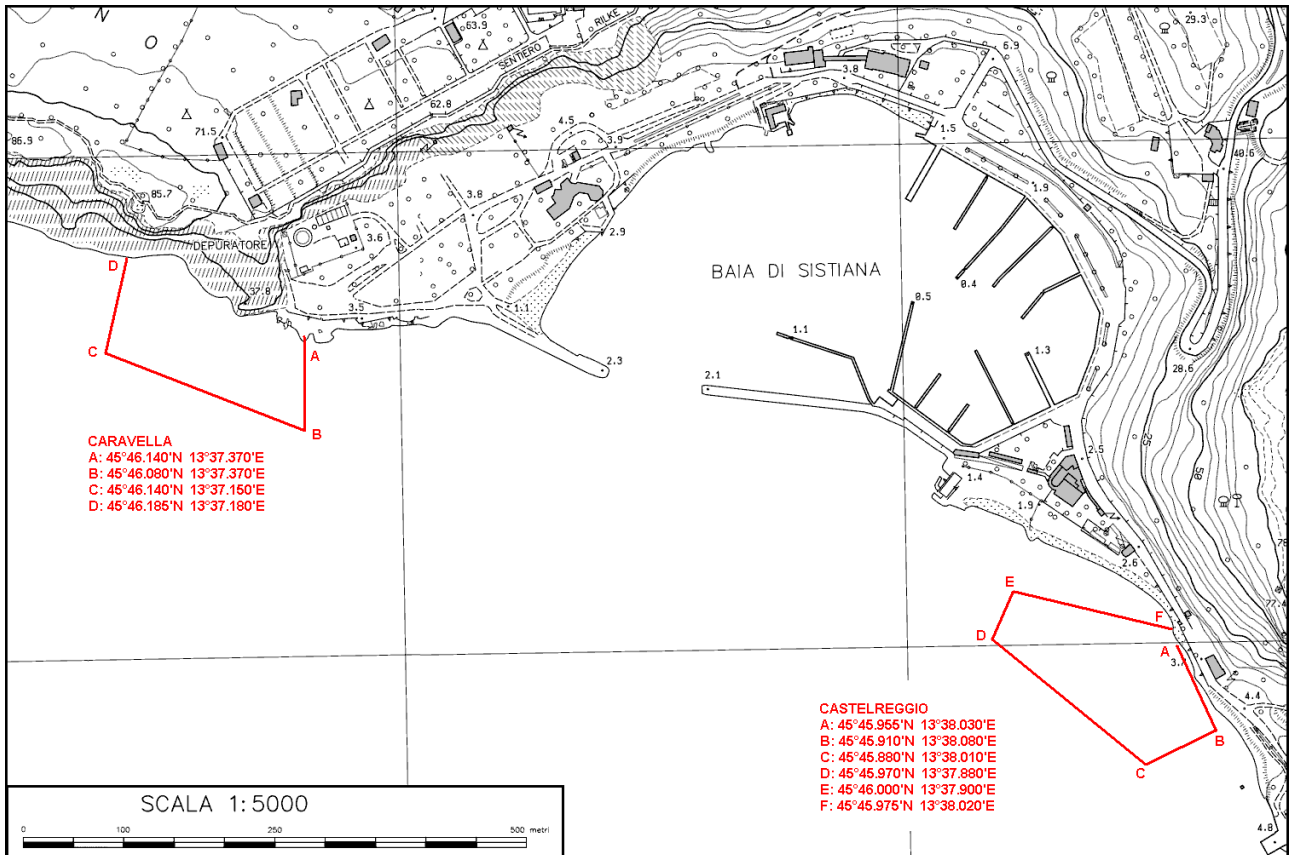 63.9
RILKE
SENTIERO
29.3
6.9
3.8
62.8
71.5
4.5
3.9
1.5
86.9
40.6
85.7
3.8
1.9
DEPURATORE
3.6
2.9
D
BAIA DI SISTIANA
0.4
37.8
0.5
3.5
1.1
1.1
A
C
1.3
2.3
28.6
2.1
B
CARAVELLA
A: 45°46.140'N 13°37.370'E
B: 45°46.080'N 13°37.370'E
C: 45°46.140'N 13°37.150'E
D: 45°46.185'N 13°37.180'E
25
2.5
1.4
50
1.9
2.6
E
77.4
F
D
A
3.7
4.4
CASTELREGGIO
A: 45°45.955'N 13°38.030'E
B: 45°45.910'N 13°38.080'E
C: 45°45.880'N 13°38.010'E
D: 45°45.970'N 13°37.880'E
E: 45°46.000'N 13°37.900'E
F: 45°45.975'N 13°38.020'E
B
C
SCALA 1:5000
0 100 250 500 metri
4.8